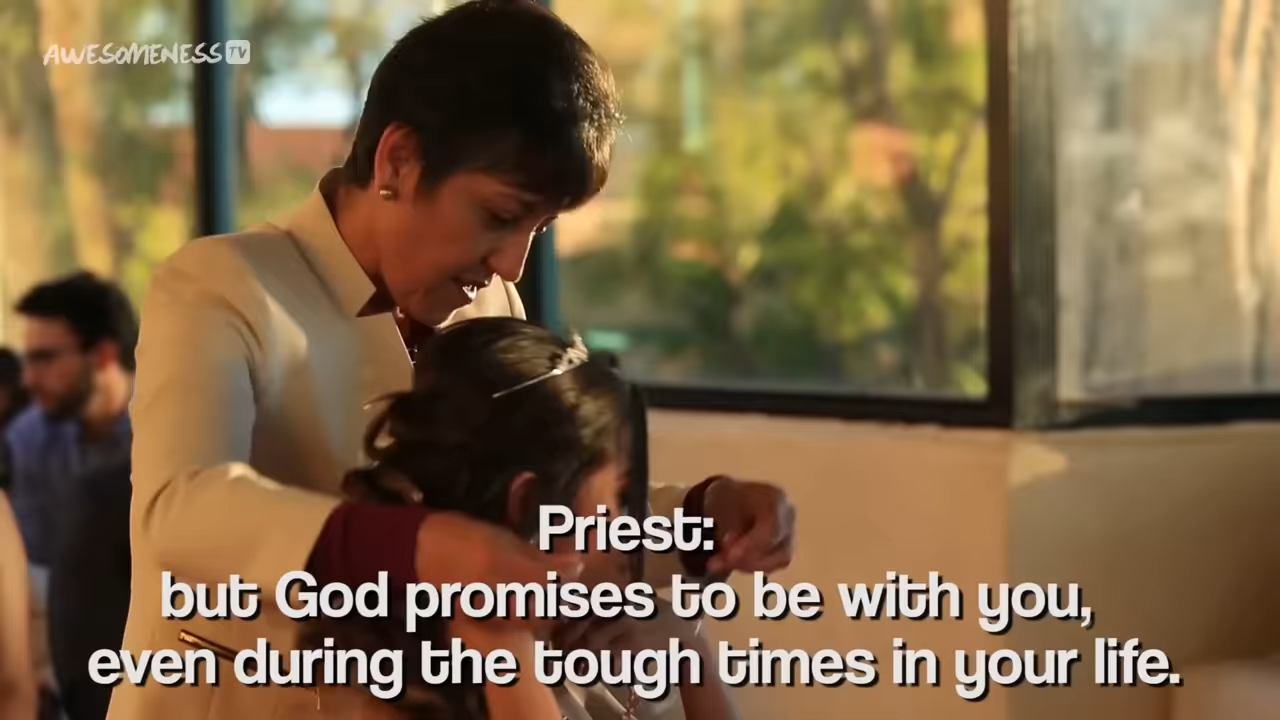 AWESOMENESS TV
Priest:
but God promises to be with you,
even during the tough times in your life.